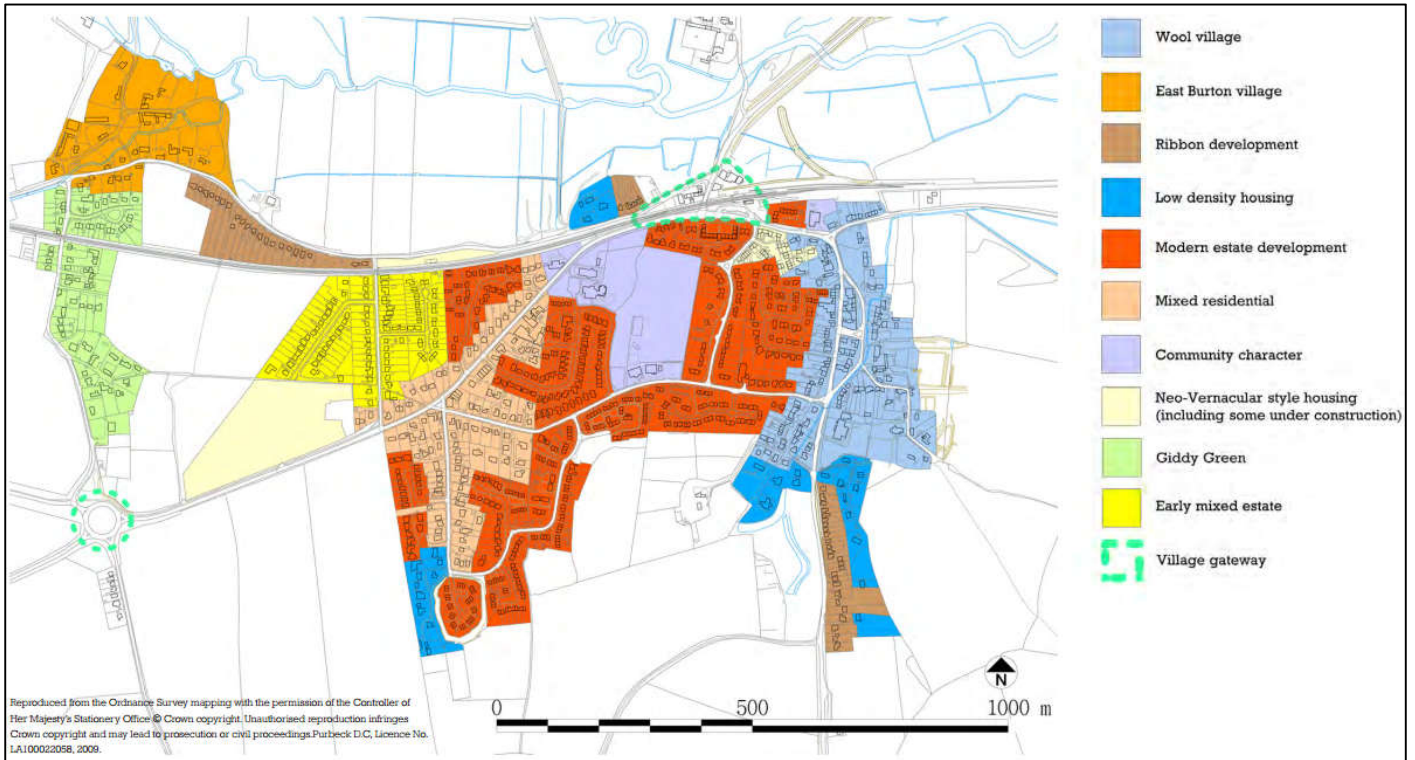 Wool village
East Burton village
Ribbon development
Low density housing
Modern estate development
Mixed residential
Community character
Neo-Vernacular style housing
(including some under construction)
Giddy Green
Early mixed estate
Village gateway
N
0 500 1000 m
Reproduced from the Ordnance Survey mapping with the permission of the Controller of
Her Majesty's Stationery Office © Crown copyright. Unauthorised reproduction infringes
Crown copyright and may lead to prosecution or civil proceedings.Purbeck D.C, Licence No.
LA100022058, 2009.